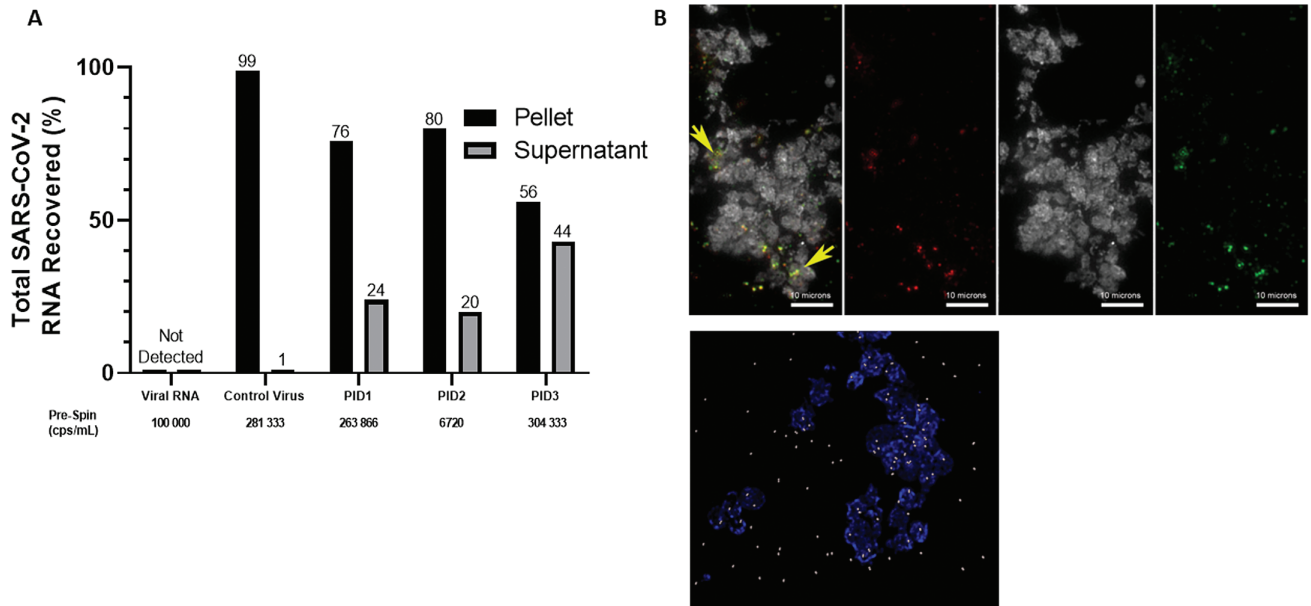 A
B
Total SARS-CoV-2
RNA Recovered (%)
100
50
0
Not
Detected
99
1
76
24
80
20
56
44
Pellet
Supernatant
Viral RNA
Control Virus
PID1
PID2
PID3
Pre-Spin
(cps/mL)
100 000
281 333
263 866
6720
304 333
10 microns
10 microns
10 microns
10 microns